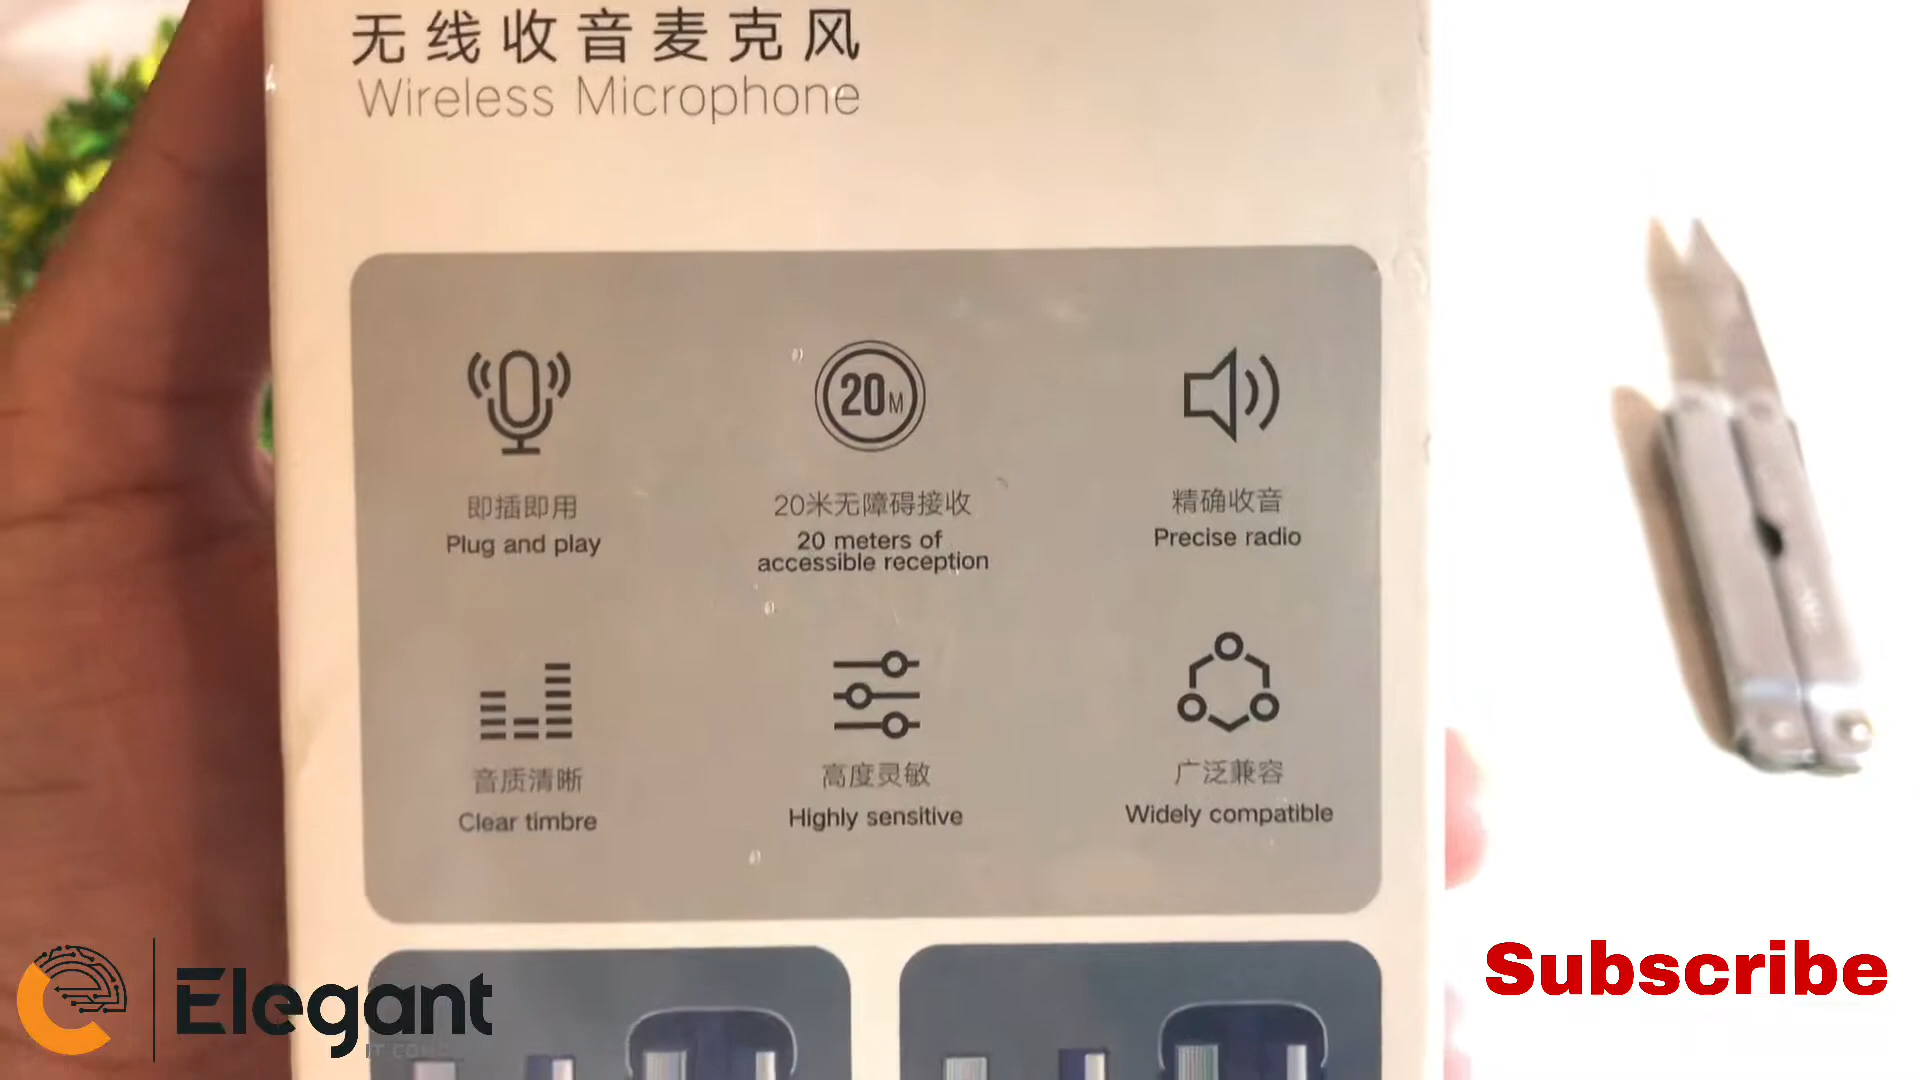 无线收音麦克风
Wireless Microphone
20M
即插即用
Plug and play
20米无障碍接收
20 meters of
accessible reception
精确收音
Precise radio
音质清晰
Clear timbre
高度灵敏
Highly sensitive
广泛兼容
Widely compatible
Elegant
Subscribe